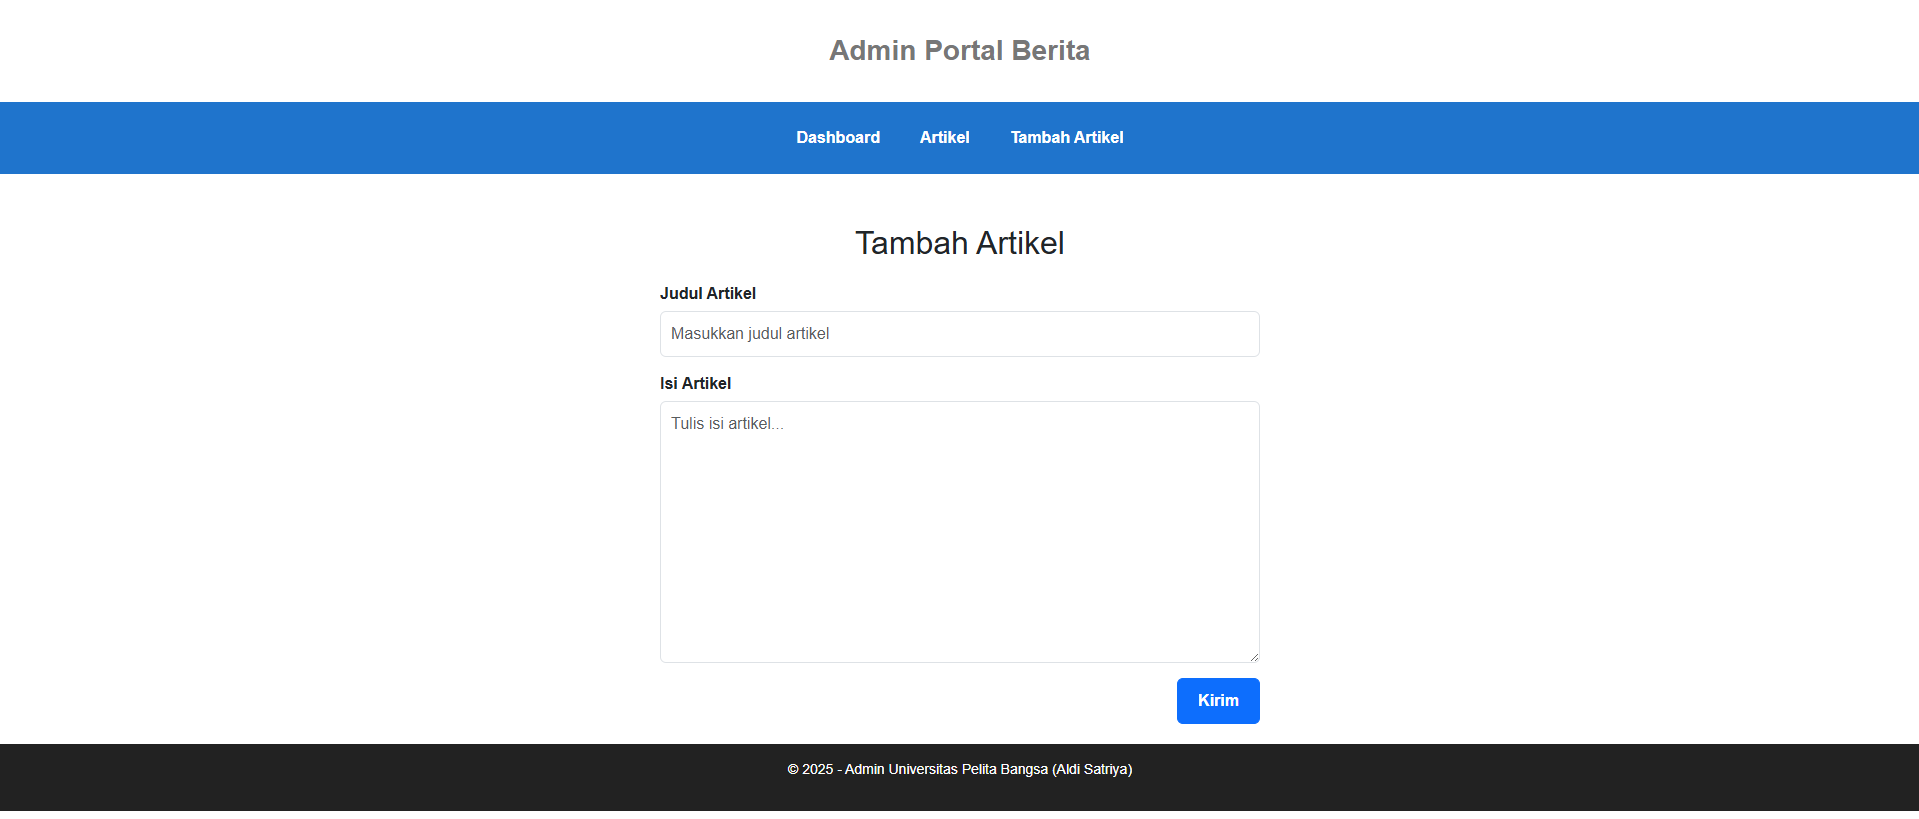 Admin Portal Berita
Dashboard Artikel Tambah Artikel
Tambah Artikel
Judul Artikel
Masukkan judul artikel
Isi Artikel
Tulis isi artikel...
Kirim
© 2025 - Admin Universitas Pelita Bangsa (Aldi Satriya)